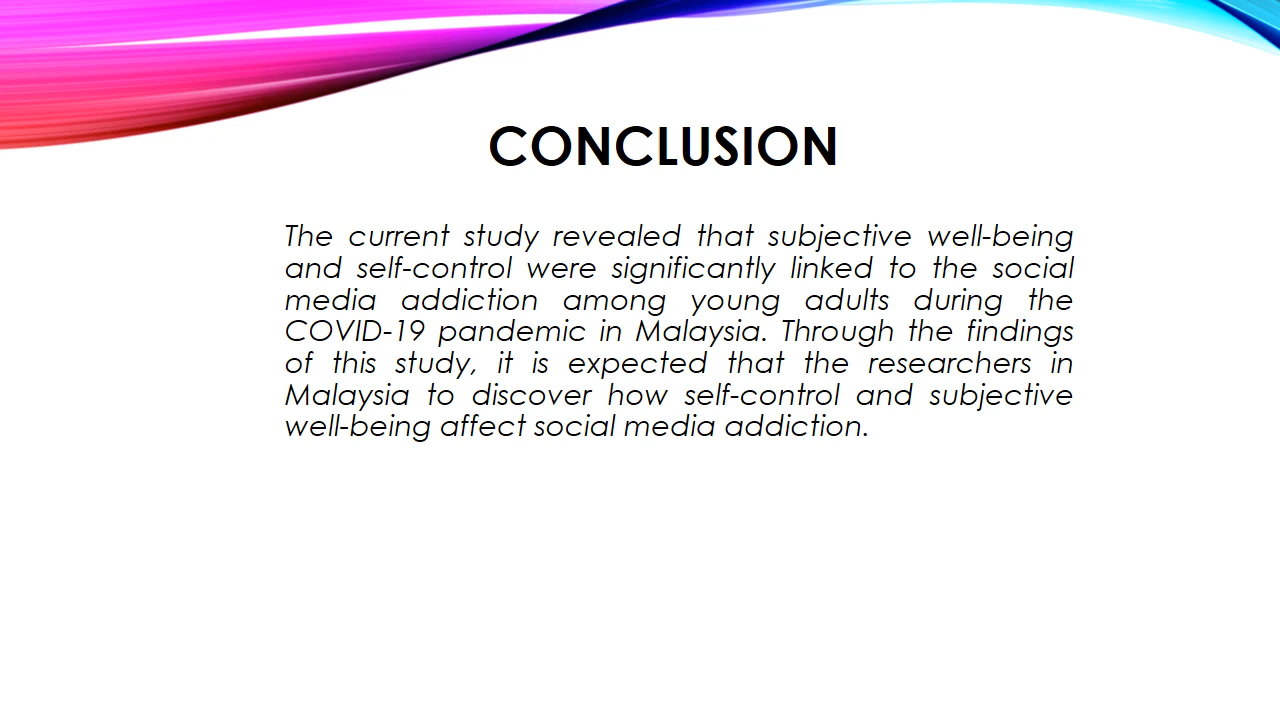 CONCLUSION
The current study revealed that subjective well-being
and self-control were significantly linked to the social
media addiction among young adults during the
COVID-19 pandemic in Malaysia. Through the findings
of this study, it is expected that the researchers in
Malaysia to discover how self-control and subjective
well-being affect social media addiction.